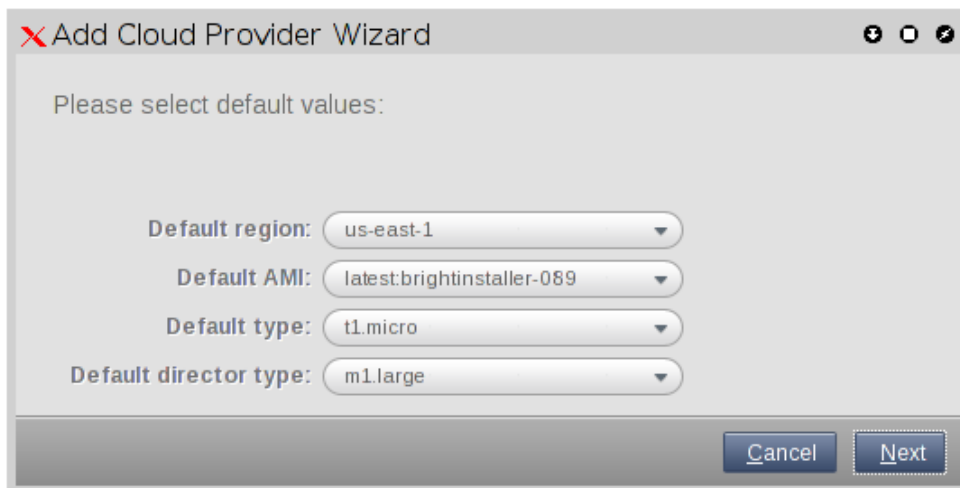 Add Cloud Provider Wizard
Please select default values:
Default region: us-east-1
Default AMI: latest:brightinstaller-089
Default type: t1.micro
Default director type: m1.large
Cancel Next